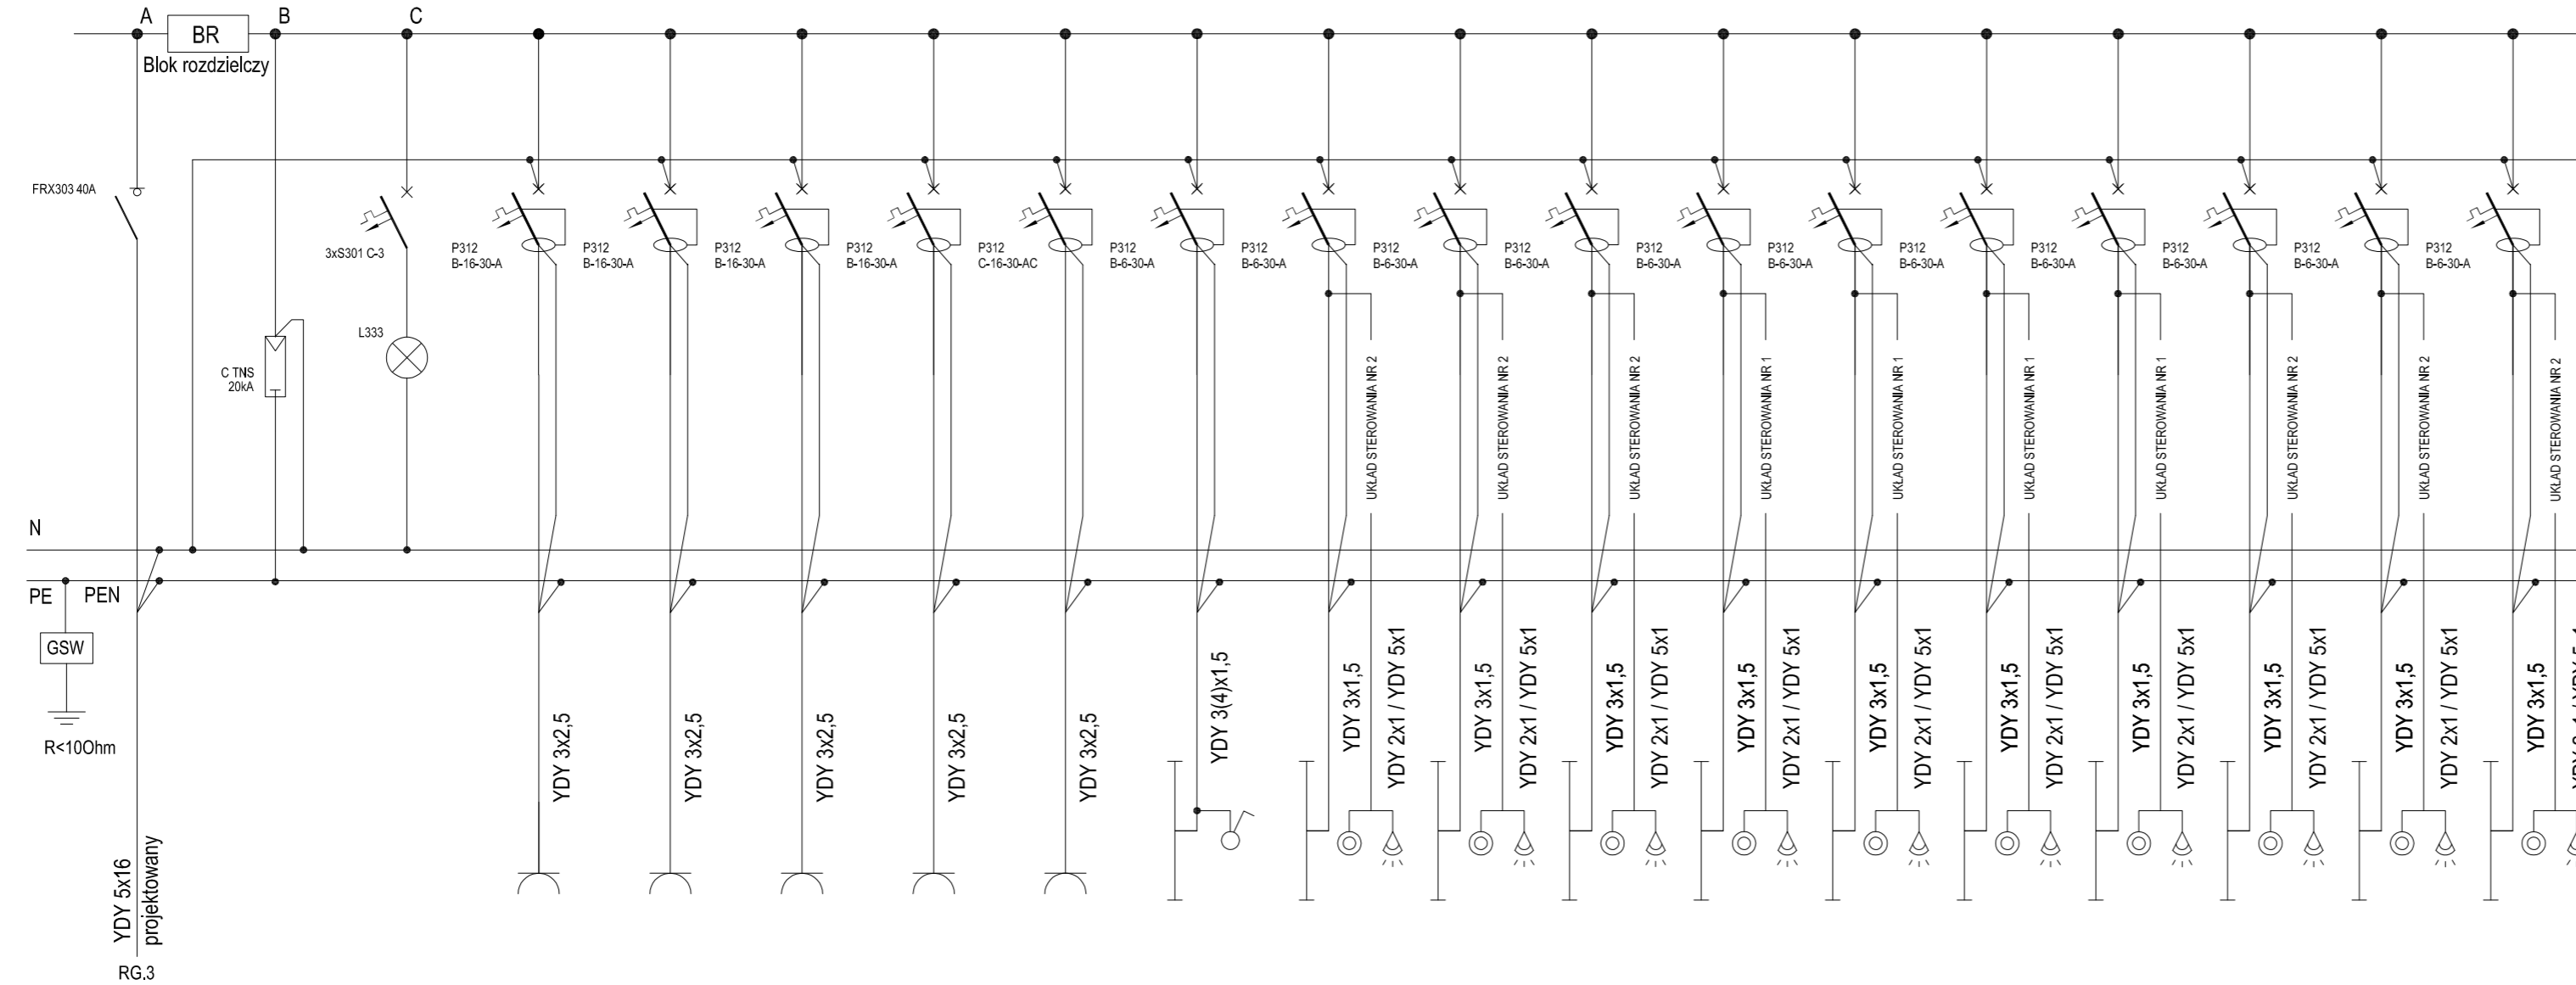 A
BR
B
C
Blok rozdzielczy
FRX303 40A
3xS301 C-3
L333
C TNS
20kA
P312
B-16-30-A
P312
B-16-30-A
P312
B-16-30-A
P312
B-16-30-A
P312
C-16-30-AC
P312
B-6-30-A
P312
B-6-30-A
P312
B-6-30-A
P312
B-6-30-A
P312
B-6-30-A
P312
B-6-30-A
P312
B-6-30-A
P312
B-6-30-A
P312
B-6-30-A
P312
B-6-30-A
P312
B-6-30-A
UKŁAD STEROWANIA NR 2
UKŁAD STEROWANIA NR 2
UKŁAD STEROWANIA NR 2
UKŁAD STEROWANIA NR 1
UKŁAD STEROWANIA NR 1
UKŁAD STEROWANIA NR 1
UKŁAD STEROWANIA NR 1
UKŁAD STEROWANIA NR 2
UKŁAD STEROWANIA NR 2
UKŁAD STEROWANIA NR 2
N
PE
PEN
GSW
R<10Ohm
YDY 5x16
projektowany
RG.3
YDY 3x2,5
YDY 3x2,5
YDY 3x2,5
YDY 3x2,5
YDY 3x2,5
YDY 3(4)x1,5
YDY 3x1,5
YDY 2x1 / YDY 5x1
YDY 3x1,5
YDY 2x1 / YDY 5x1
YDY 3x1,5
YDY 2x1 / YDY 5x1
YDY 3x1,5
YDY 2x1 / YDY 5x1
YDY 3x1,5
YDY 2x1 / YDY 5x1
YDY 3x1,5
YDY 2x1 / YDY 5x1
YDY 3x1,5
YDY 2x1 / YDY 5x1
YDY 3x1,5
YDY 2x1 / YDY 5x1
YDY 3x1,5
YDY 2x1 / YDY 5x1
YDY 3x1,5